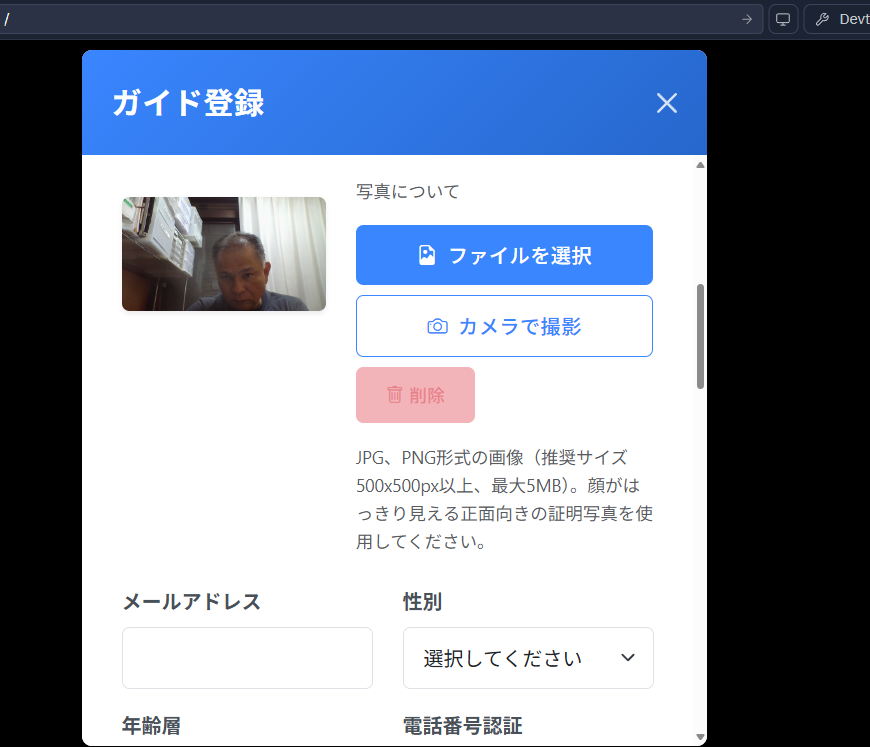 /
Devt
ガイド登録
写真について
ファイルを選択
カメラで撮影
削除
JPG、PNG形式の画像（推奨サイズ
500x500px以上、最大5MB）。顔がは
っきり見える正面向きの証明写真を使
用してください。
メールアドレス
性別
選択してください
年齢層
電話番号認証